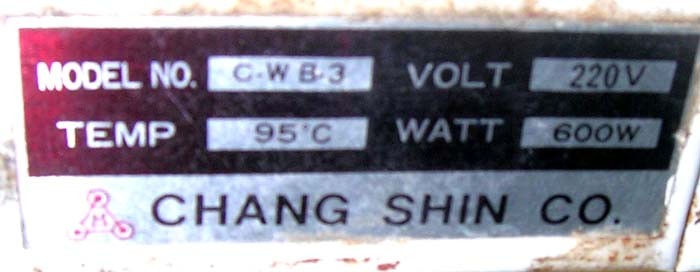 MODEL NO. C-WB-3 VOLT 220V
TEMP 95°C WATT 600W
CHANG SHIN CO.